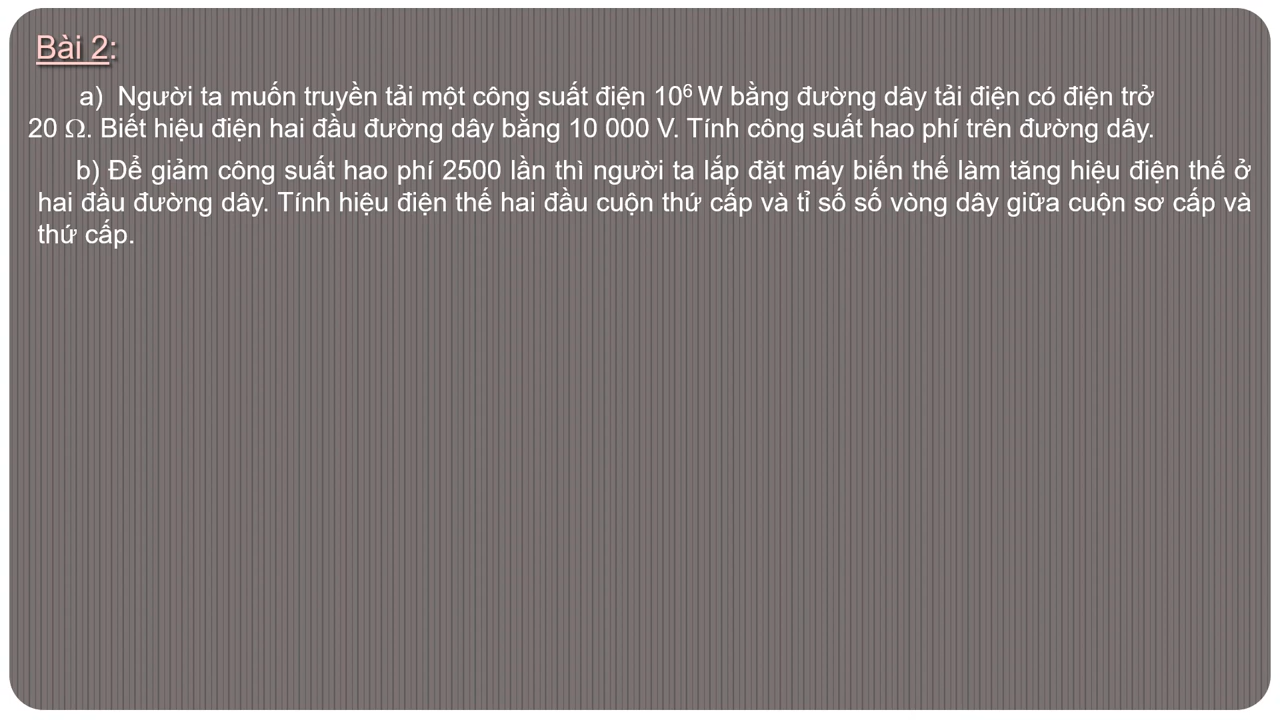 Bài 2:
a) Người ta muốn truyền tải một công suất điện 10⁶ W bằng đường dây tải điện có điện trở
20 Ω. Biết hiệu điện hai đầu đường dây bằng 10 000 V. Tính công suất hao phí trên đường dây.
b) Để giảm công suất hao phí 2500 lần thì người ta lắp đặt máy biến thế làm tăng hiệu điện thế ở
hai đầu đường dây. Tính hiệu điện thế hai đầu cuộn thứ cấp và tỉ số số vòng dây giữa cuộn sơ cấp và
thứ cấp.